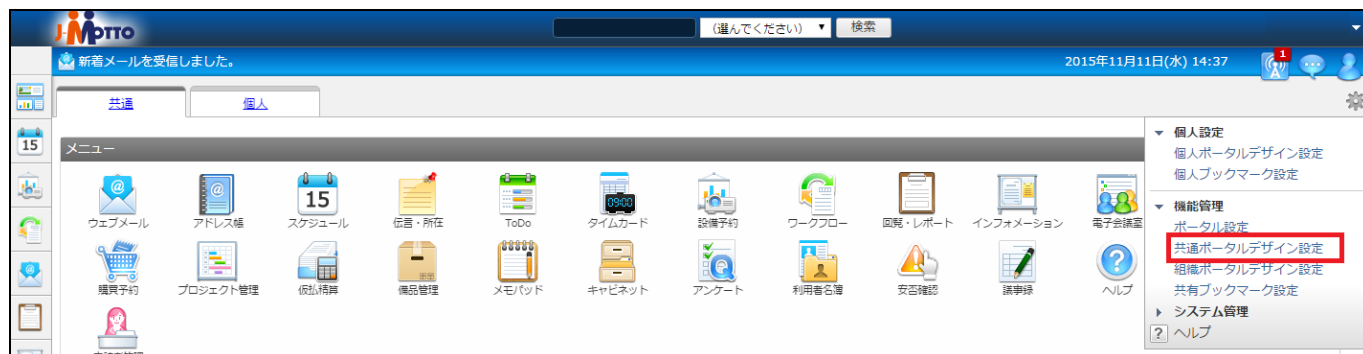 J-MOTTO
(選んでください) ▼ 検索
新着メールを受信しました。
2015年11月11日(水) 14:37
1
共通 個人
15
メニュー
ウェブメール アドレス帳 スケジュール 伝言・所在 ToDo タイムカード 設備予約 ワークフロー 回覧・レポート インフォメーション 電子会議室
15
09:00
購買予約 プロジェクト管理 仮払精算 備品管理 メモパッド キャビネット アンケート 利用者名簿 安否確認 議事録 ヘルプ
個人設定
個人ポータルデザイン設定
個人ブックマーク設定
機能管理
ポータル設定
共通ポータルデザイン設定
組織ポータルデザイン設定
共有ブックマーク設定
システム管理
? ヘルプ